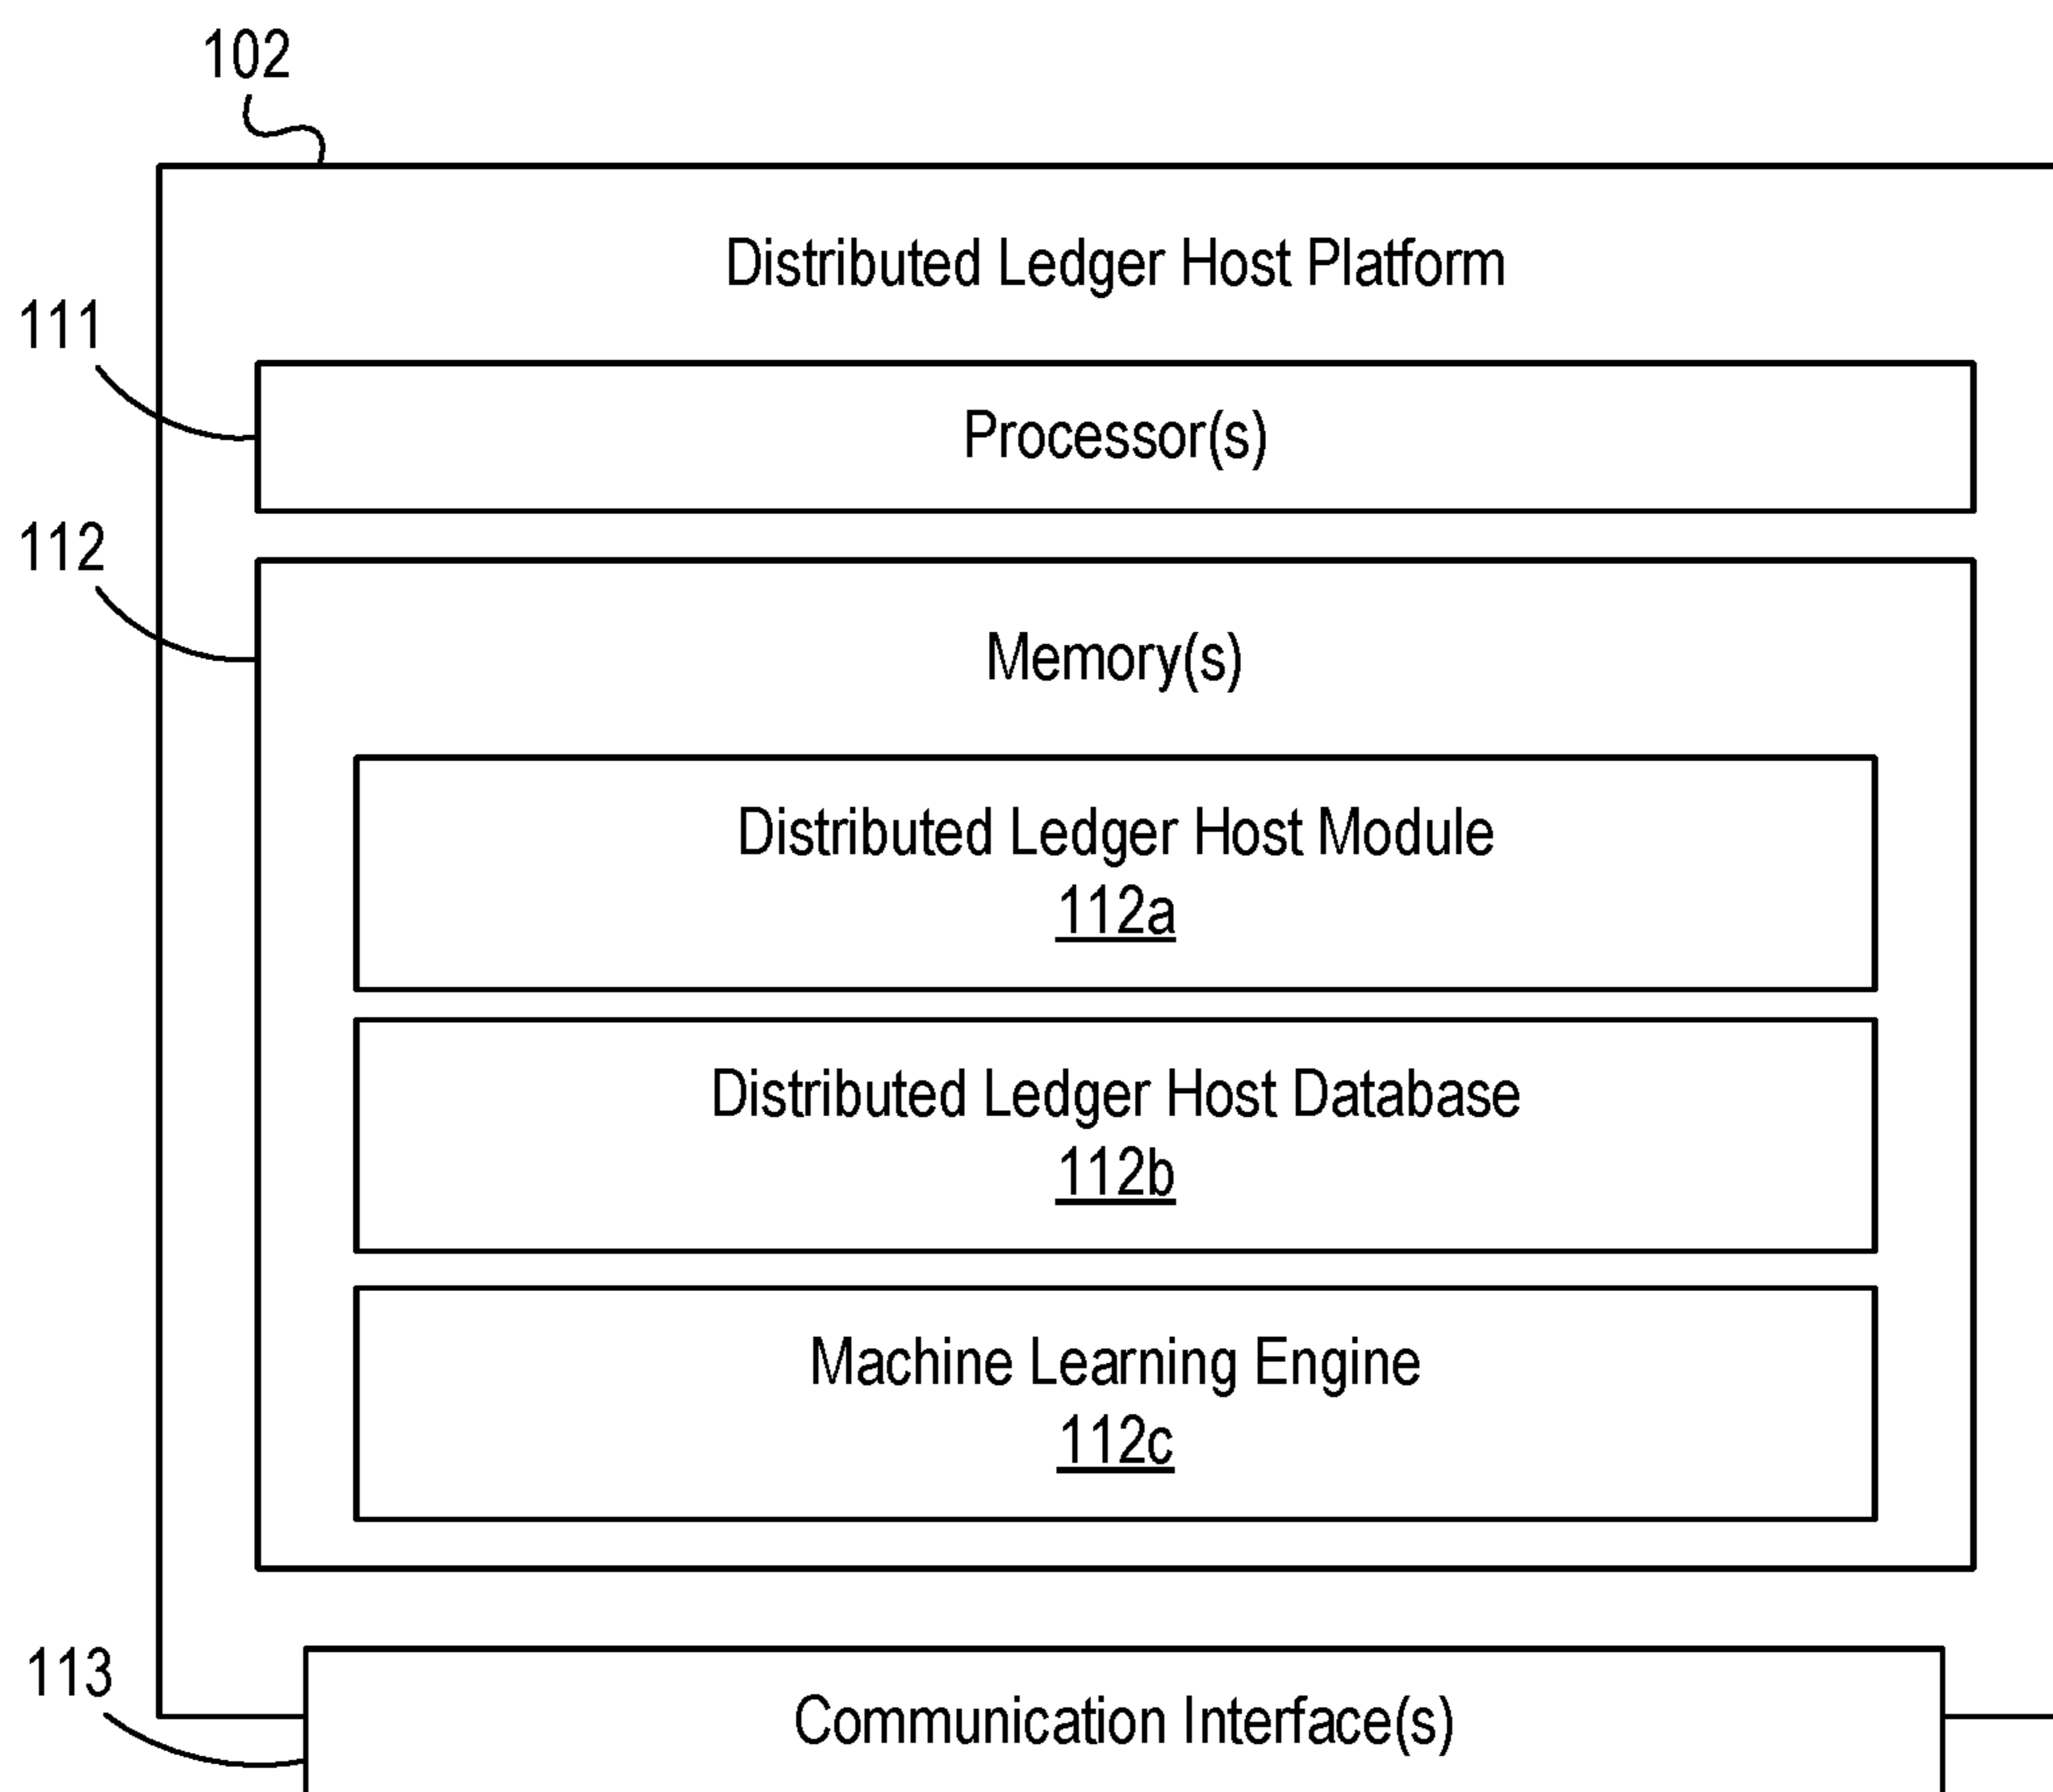 102
Distributed Ledger Host Platform
111
Processor(s)
112
Memory(s)
Distributed Ledger Host Module
112a
Distributed Ledger Host Database
112b
Machine Learning Engine
112c
113
Communication Interface(s)